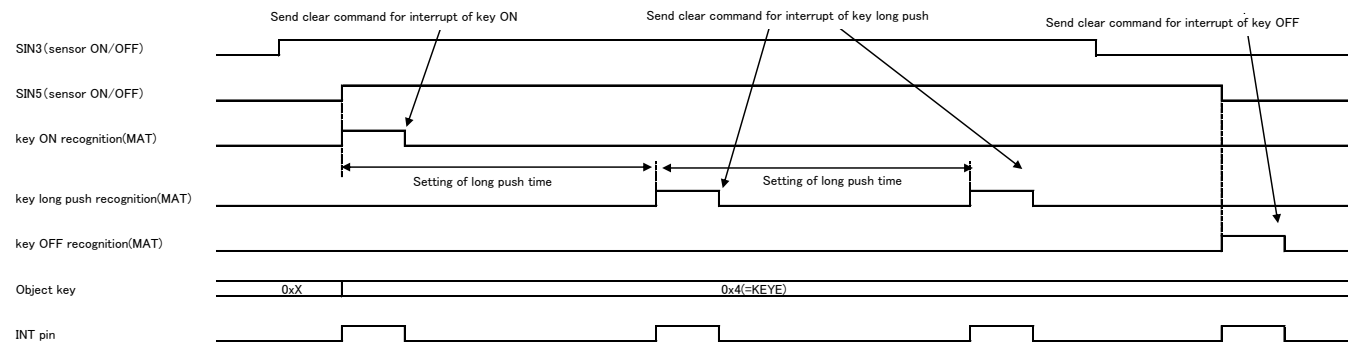 Send clear command for interrupt of key ON
Send clear command for interrupt of key long push
Send clear command for interrupt of key OFF
SIN3(sensor ON/OFF)
SIN5(sensor ON/OFF)
key ON recognition(MAT)
Setting of long push time
Setting of long push time
key long push recognition(MAT)
key OFF recognition(MAT)
Object key
0xX
0x4(=KEYE)
INT pin